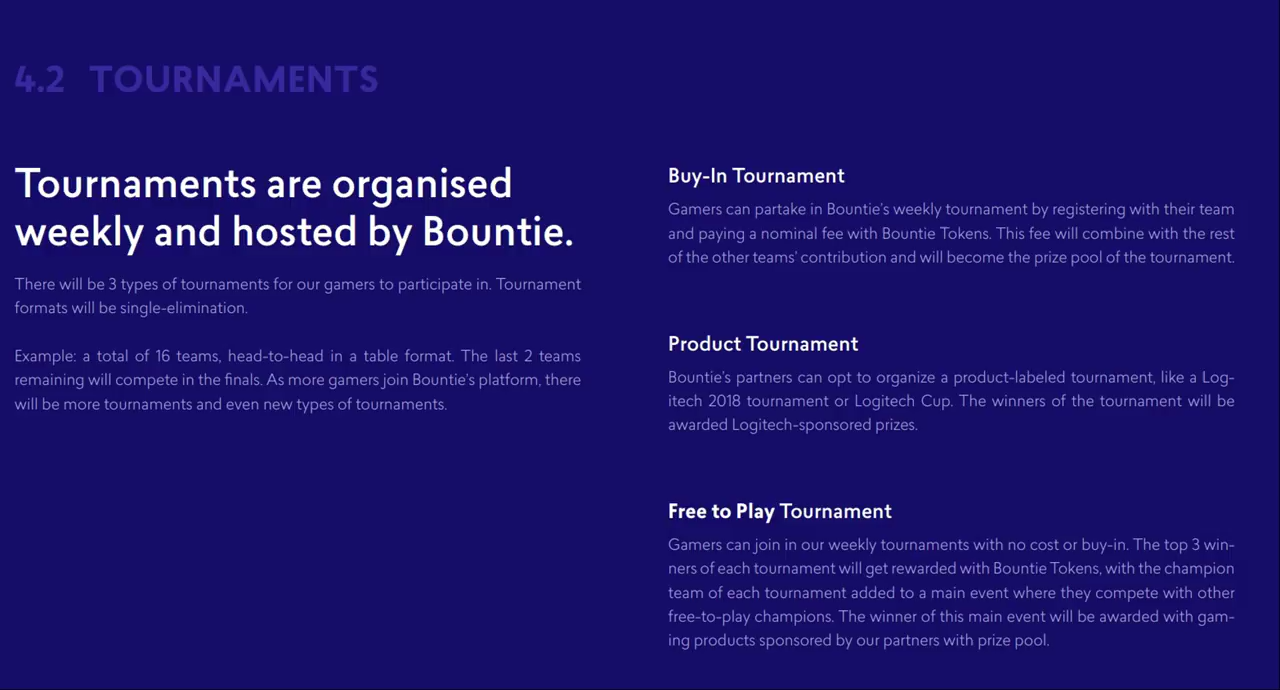 4.2 TOURNAMENTS
Tournaments are organised
weekly and hosted by Bountie.
There will be 3 types of tournaments for our gamers to participate in. Tournament
formats will be single-elimination.
Example: a total of 16 teams, head-to-head in a table format. The last 2 teams
remaining will compete in the finals. As more gamers join Bountie's platform, there
will be more tournaments and even new types of tournaments.
Buy-In Tournament
Gamers can partake in Bountie's weekly tournament by registering with their team
and paying a nominal fee with Bountie Tokens. This fee will combine with the rest
of the other teams' contribution and will become the prize pool of the tournament.
Product Tournament
Bountie's partners can opt to organize a product-labeled tournament, like a Log-
itech 2018 tournament or Logitech Cup. The winners of the tournament will be
awarded Logitech-sponsored prizes.
Free to Play Tournament
Gamers can join in our weekly tournaments with no cost or buy-in. The top 3 win-
ners of each tournament will get rewarded with Bountie Tokens, with the champion
team of each tournament added to a main event where they compete with other
free-to-play champions. The winner of this main event will be awarded with gam-
ing products sponsored by our partners with prize pool.